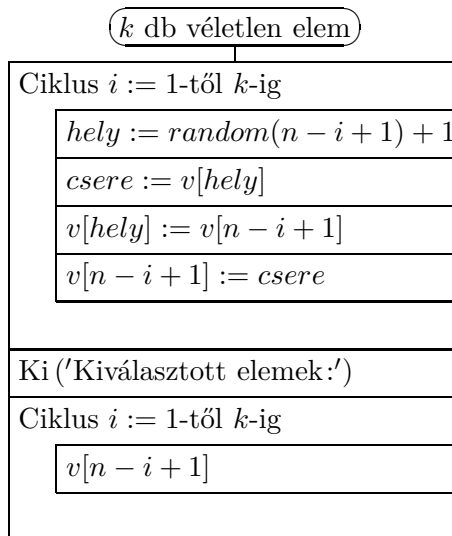 k db véletlen elem
Ciklus i := 1-től k-ig
hely := random(n − i + 1) + 1
csere := v[hely]
v[hely] := v[n − i + 1]
v[n − i + 1] := csere
Ki ('Kiválasztott elemek:')
Ciklus i := 1-től k-ig
v[n − i + 1]